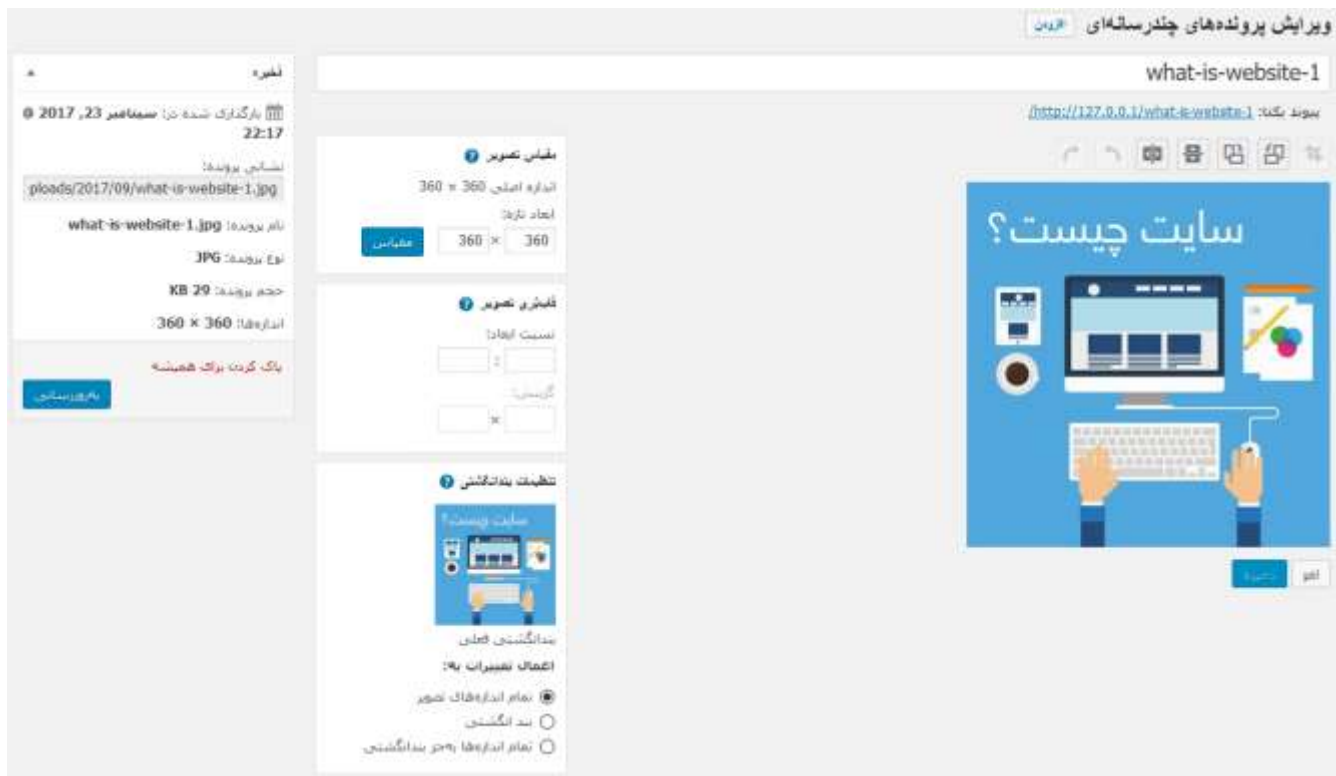 ویرایش پرونده‌های چندرسانه‌ای افزودن
what-is-website-1
پیوند یکتا: http://127.0.0.1/what-is-website-1/
سایت چیست؟
لغو ذخیره
مقیاس تصویر
اندازه اصلی 360 × 360
ابعاد تازه:
360 × 360 مقیاس
تصویر
نسبت ابعاد:
:
گزینش:
×
تنظیمات بندانگشتی
سایت چیست؟
بندانگشتی فعلی
اعمال تغییرات به:
تمام اندازه‌های تصویر
بند انگشتی
تمام اندازه‌ها به‌جز بندانگشتی
ذخیره
بارگذاری شده در: سپتامبر 23, 2017 @
22:17
نشانی پرونده:
ploads/2017/09/what-is-website-1.jpg
نام پرونده: what-is-website-1.jpg
نوع پرونده: JPG
حجم پرونده: 29 KB
اندازه‌ها: 360 × 360
پاک کردن برای همیشه
به‌روزرسانی